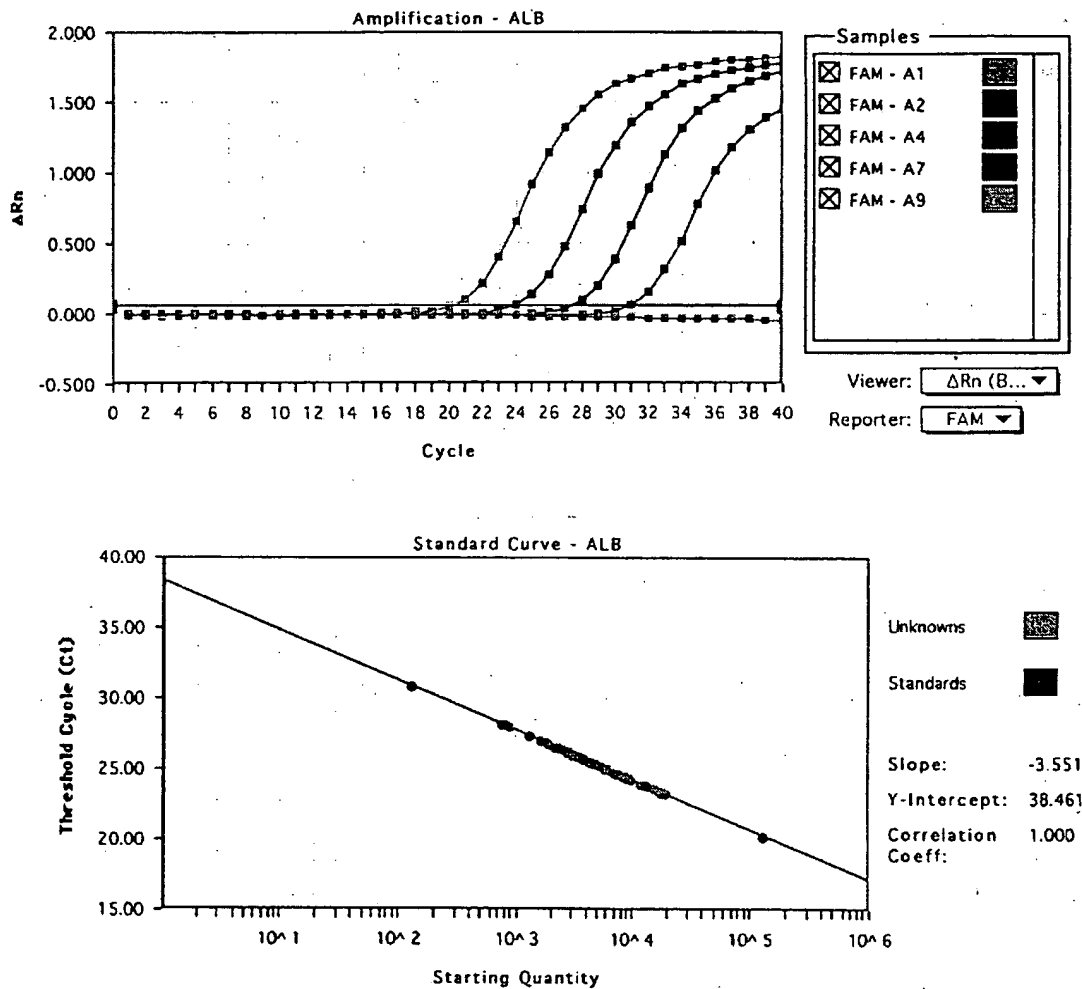 Amplification - ALB
2.000
1.500
1.000
0.500
0.000
-0.500
ΔRn
0 2 4 6 8 10 12 14 16 18 20 22 24 26 28 30 32 34 36 38 40
Cycle
Samples
FAM - A1
FAM - A2
FAM - A4
FAM - A7
FAM - A9
Viewer: ΔRn (B... ▼
Reporter: FAM ▼
Standard Curve - ALB
40.00
35.00
30.00
25.00
20.00
15.00
Threshold Cycle (Ct)
10^1 10^2 10^3 10^4 10^5 10^6
Starting Quantity
Unknowns
Standards
Slope: -3.551
Y-Intercept: 38.461
Correlation 1.000
Coeff: